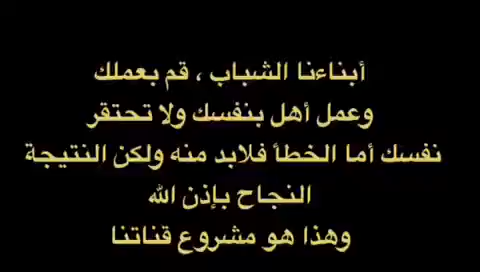 أبناءنا الشباب ، قم بعملك
وعمل أهل بنفسك ولا تحتقر
نفسك أما الخطأ فلابد منه ولكن النتيجة
النجاح بإذن الله
وهذا هو مشروع قناتنا